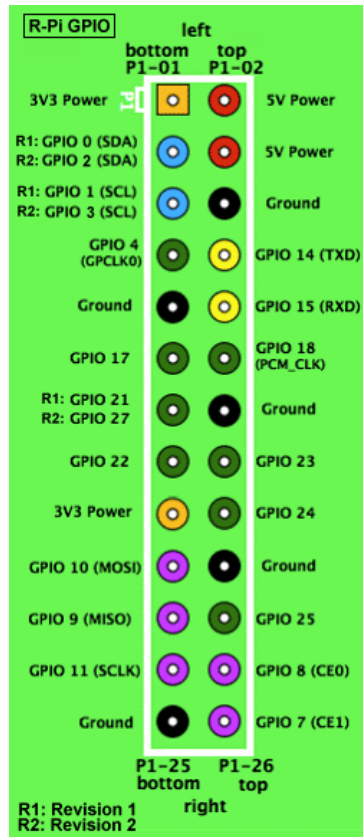 R-Pi GPIO
left
bottom top
P1-01 P1-02
3V3 Power P1 5V Power
R1: GPIO 0 (SDA)
R2: GPIO 2 (SDA) 5V Power
R1: GPIO 1 (SCL)
R2: GPIO 3 (SCL) Ground
GPIO 4
(GPCLK0) GPIO 14 (TXD)
Ground GPIO 15 (RXD)
GPIO 17 GPIO 18
(PCM_CLK)
R1: GPIO 21
R2: GPIO 27 Ground
GPIO 22 GPIO 23
3V3 Power GPIO 24
GPIO 10 (MOSI) Ground
GPIO 9 (MISO) GPIO 25
GPIO 11 (SCLK) GPIO 8 (CE0)
Ground GPIO 7 (CE1)
P1-25 P1-26
bottom top
right
R1: Revision 1
R2: Revision 2